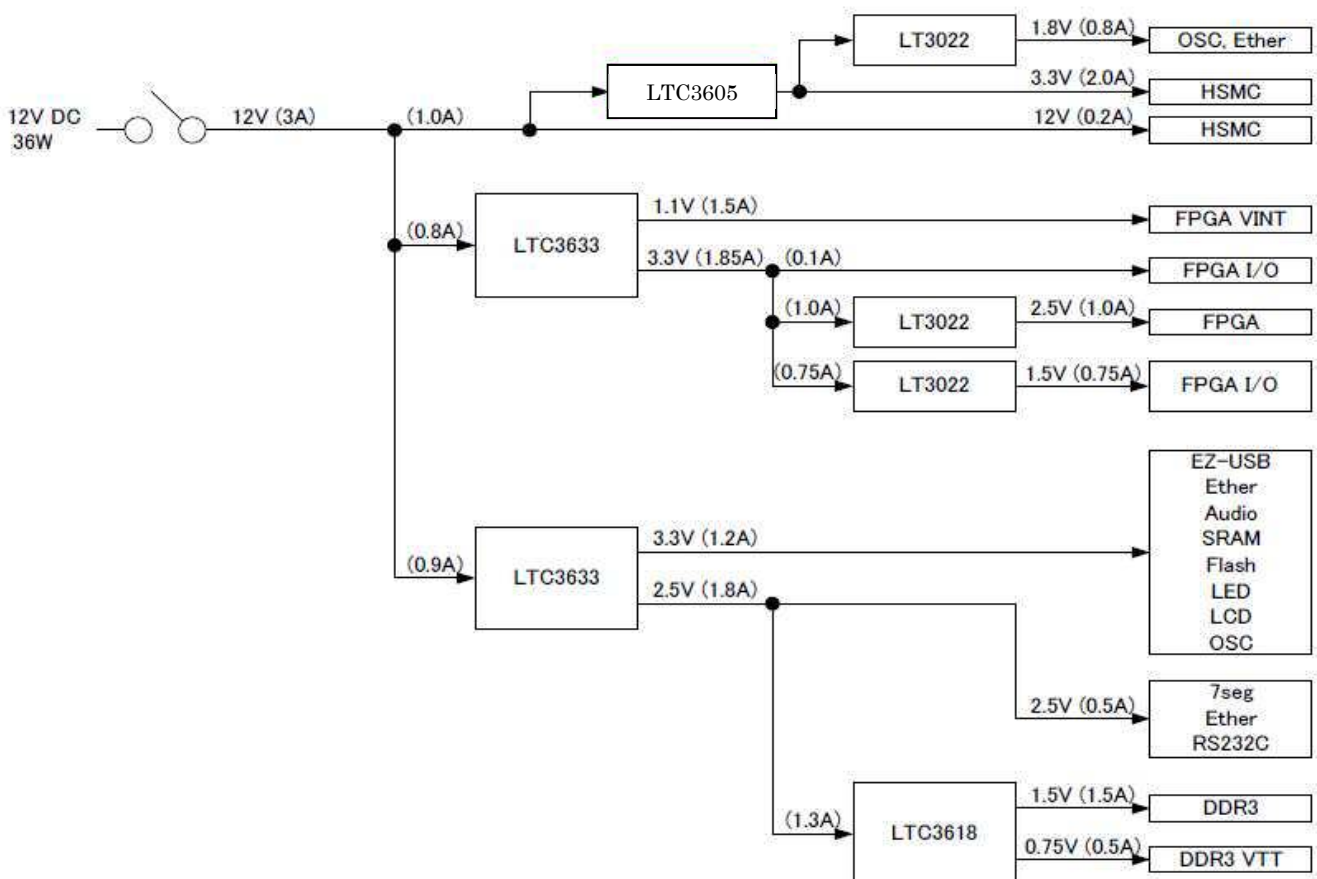 LT3022
1.8V (0.8A)
OSC, Ether
LTC3605
3.3V (2.0A)
HSMC
12V DC
36W
12V (3A)
(1.0A)
12V (0.2A)
HSMC
(0.8A)
LTC3633
1.1V (1.5A)
FPGA VINT
3.3V (1.85A)
(0.1A)
FPGA I/O
(1.0A)
LT3022
2.5V (1.0A)
FPGA
(0.75A)
LT3022
1.5V (0.75A)
FPGA I/O
(0.9A)
LTC3633
3.3V (1.2A)
EZ-USB
Ether
Audio
SRAM
Flash
LED
LCD
OSC
2.5V (1.8A)
2.5V (0.5A)
7seg
Ether
RS232C
(1.3A)
LTC3618
1.5V (1.5A)
DDR3
0.75V (0.5A)
DDR3 VTT